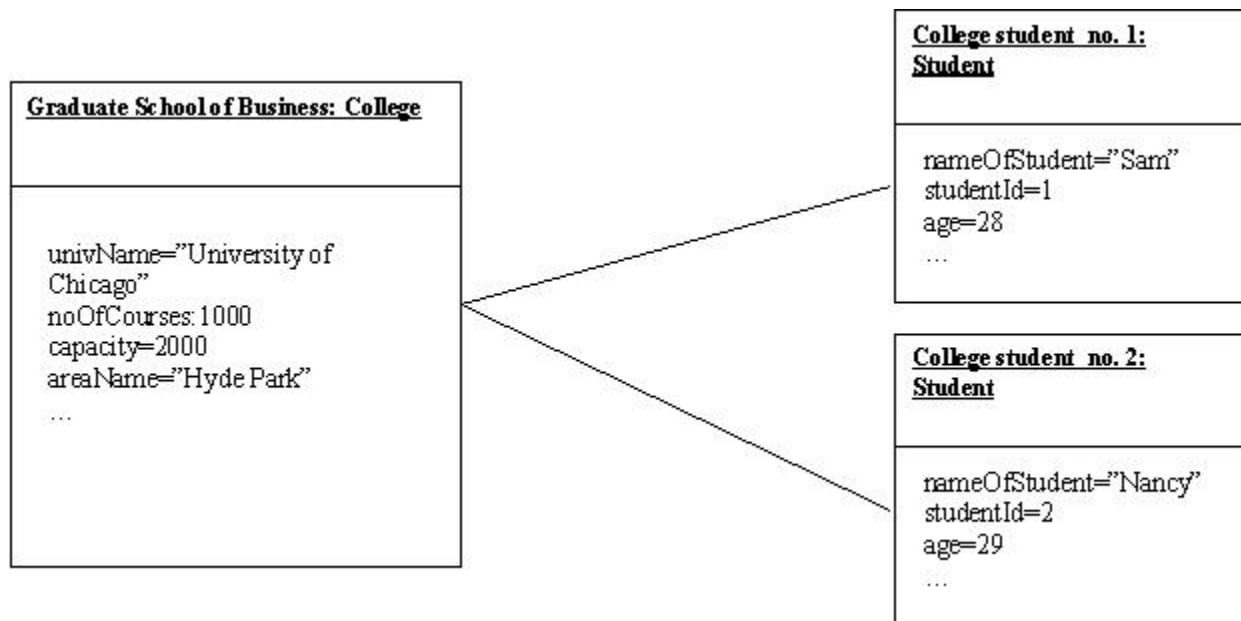 Graduate School of Business: College
univName=”University of
Chicago”
noOfCourses:1000
capacity=2000
areaName=”Hyde Park”
...
College student no. 1:
Student
nameOfStudent=”Sam”
studentId=1
age=28
...
College student no. 2:
Student
nameOfStudent=”Nancy”
studentId=2
age=29
...